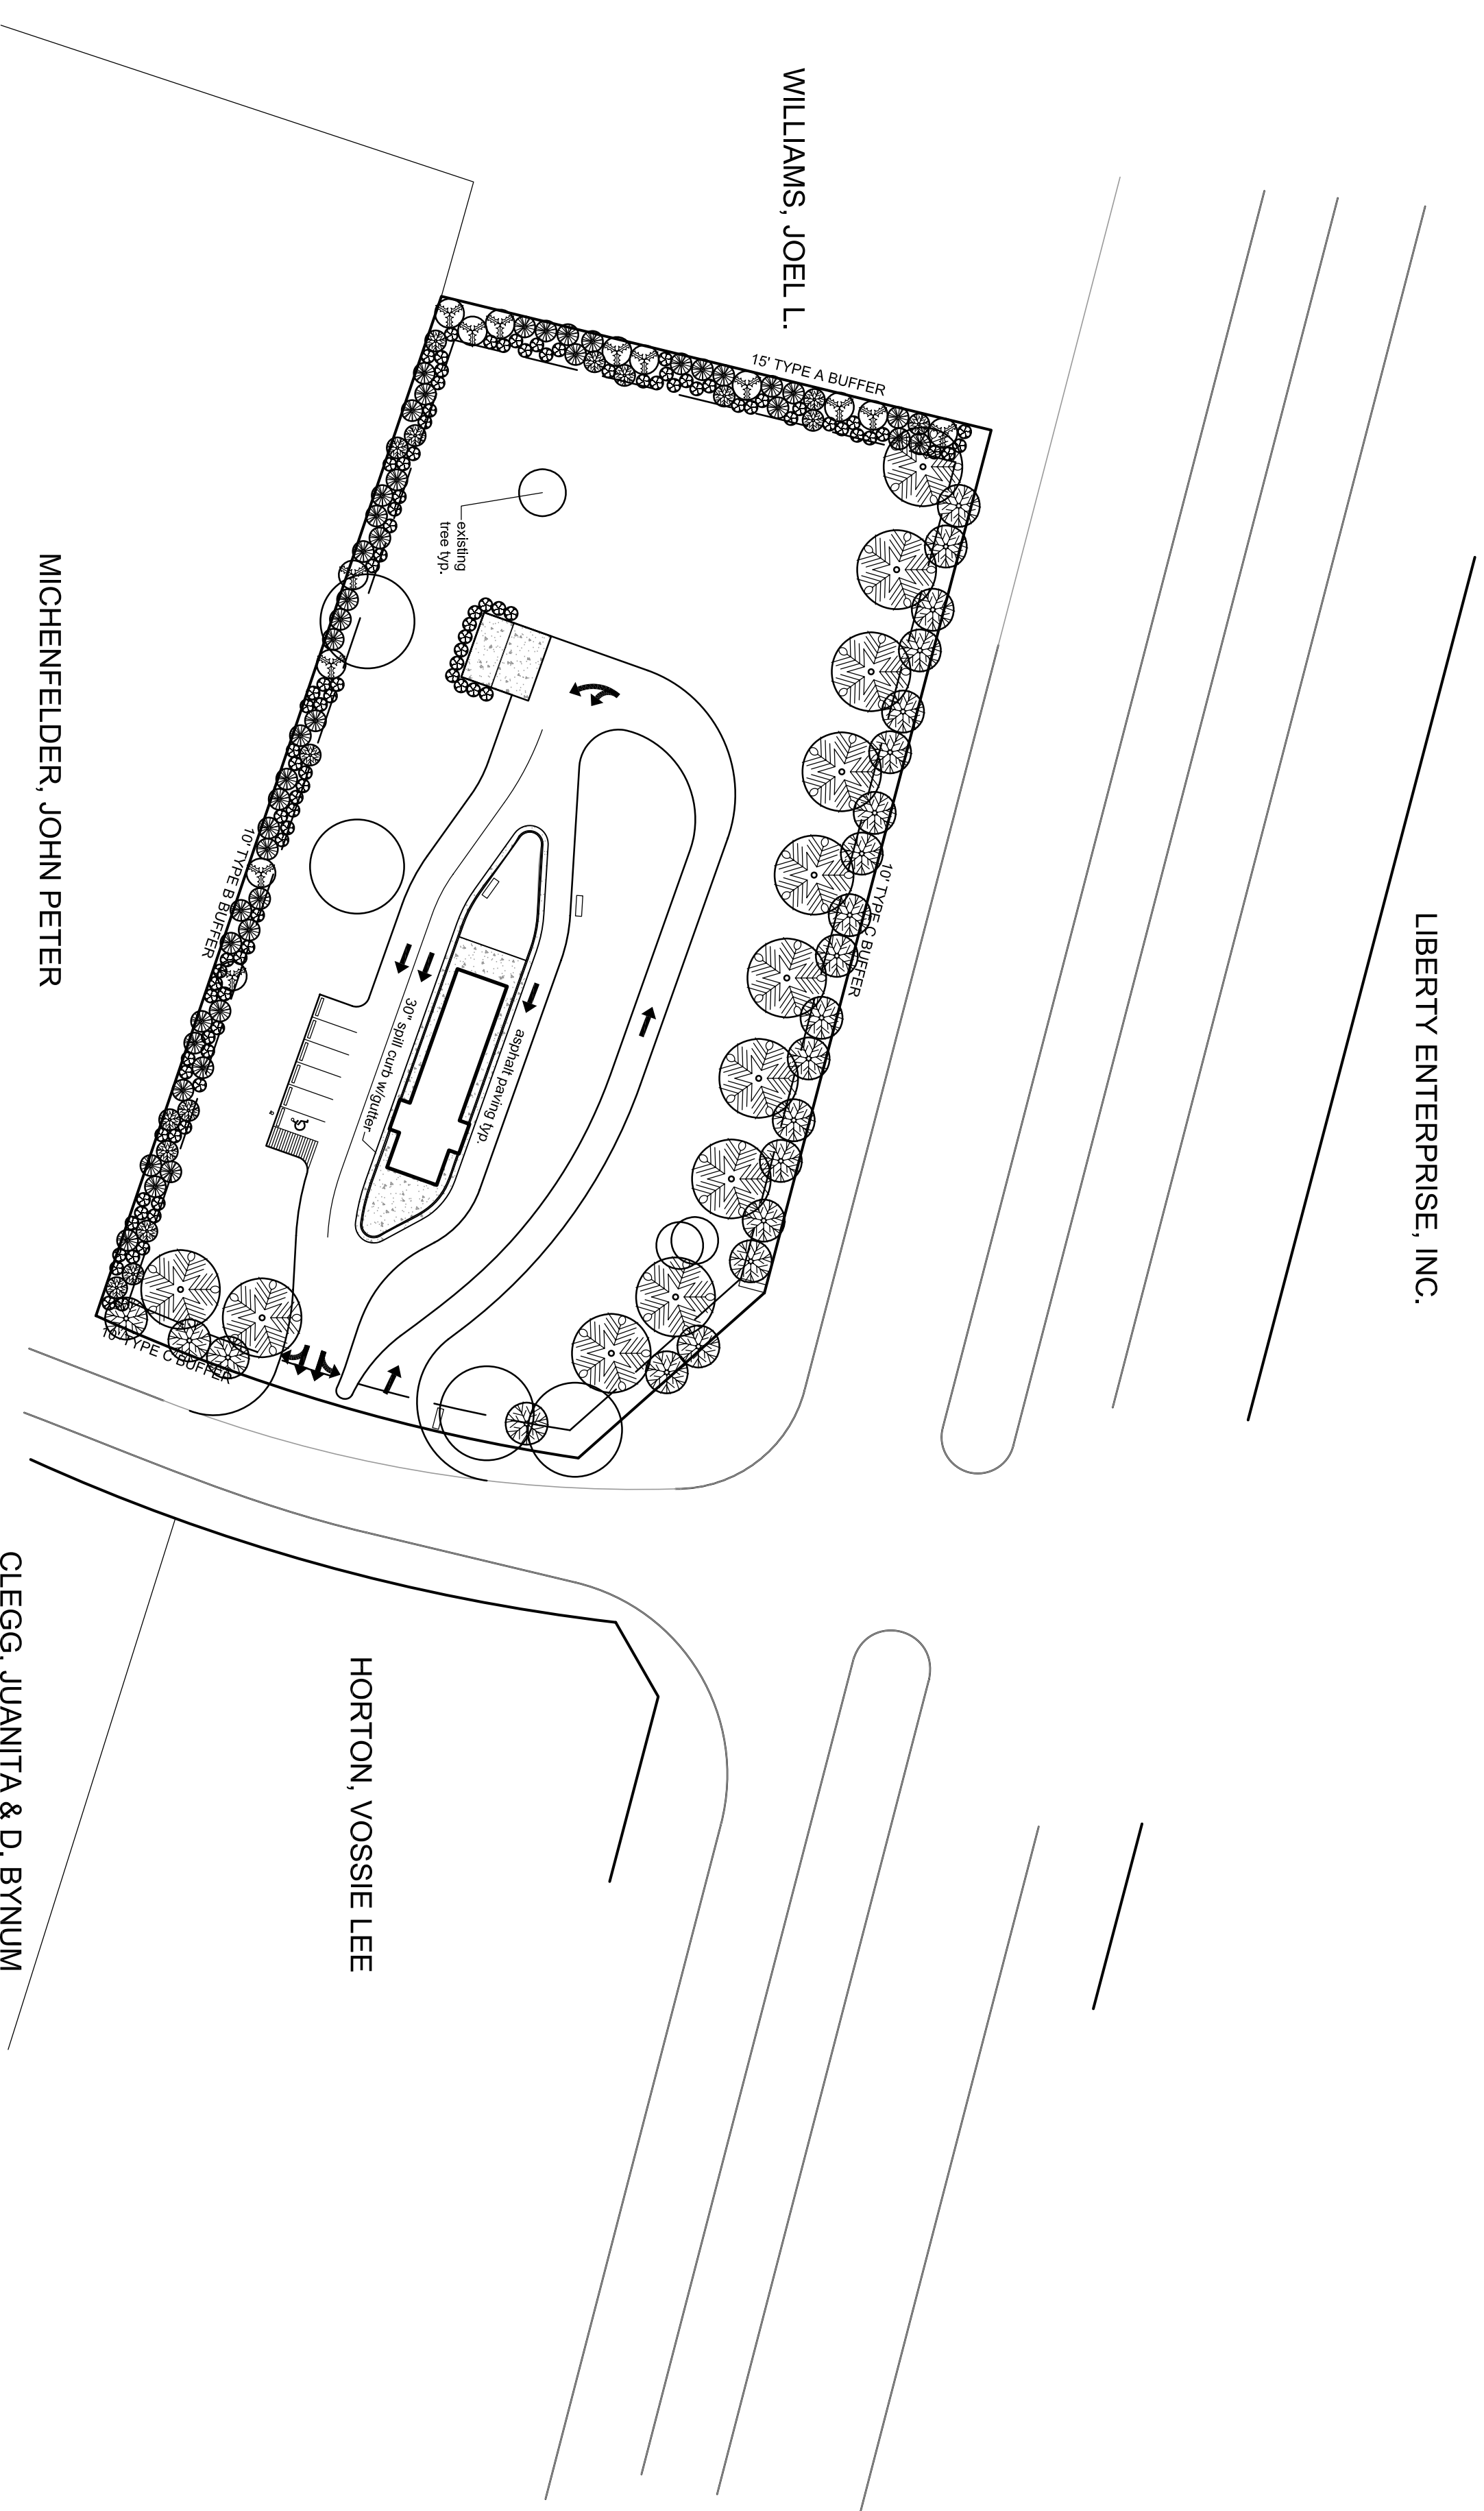 WILLIAMS, JOEL L.
15' TYPE A BUFFER
existing
tree typ.
MICHENFELDER, JOHN PETER
10' TYPE B BUFFER
10' TYPE C BUFFER
LIBERTY ENTERPRISE, INC.
30" spill curb w/gutter
asphalt paving typ.
10' TYPE C BUFFER
HORTON, VOSSIE LEE
CLEGG, JUANITA & D. BYNUM